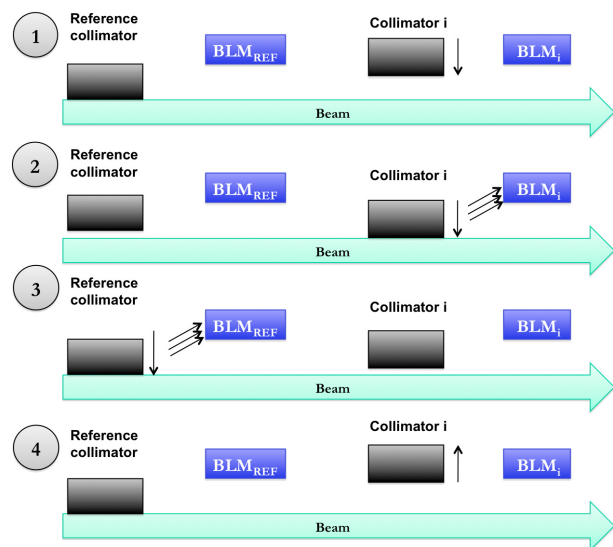 1
Reference
collimator
BLMREF
Collimator i
BLMi
Beam
2
Reference
collimator
BLMREF
Collimator i
BLMi
Beam
3
Reference
collimator
BLMREF
Collimator i
BLMi
Beam
4
Reference
collimator
BLMREF
Collimator i
BLMi
Beam